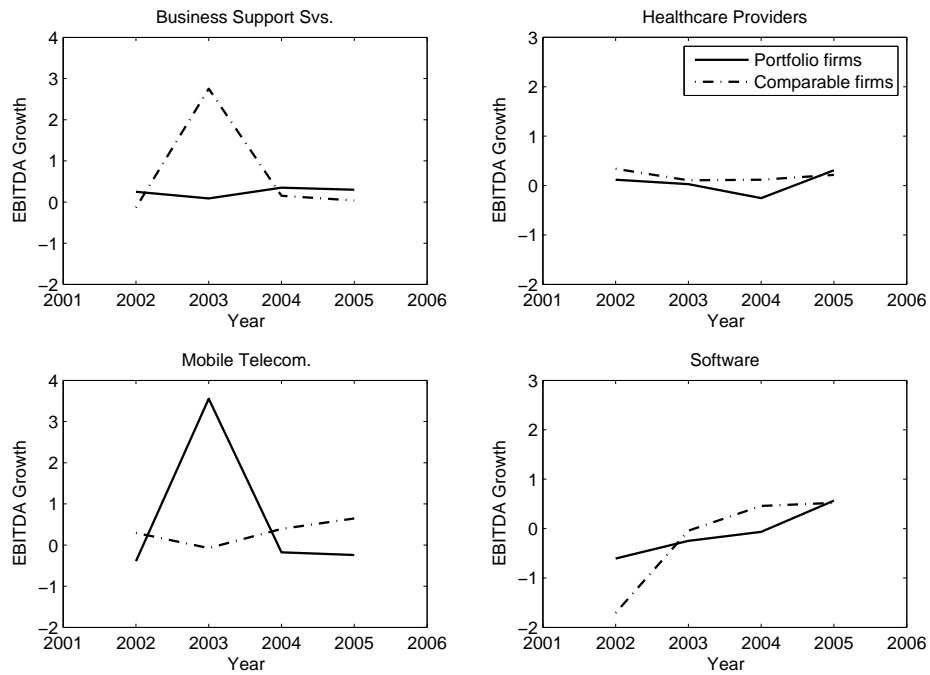 Business Support Svs.
4
3
2
1
0
−1
−2
EBITDA Growth
2001 2002 2003 2004 2005 2006
Year
Healthcare Providers
3
2
1
0
−1
−2
EBITDA Growth
Portfolio firms
Comparable firms
2001 2002 2003 2004 2005 2006
Year
Mobile Telecom.
4
3
2
1
0
−1
−2
EBITDA Growth
2001 2002 2003 2004 2005 2006
Year
Software
3
2
1
0
−1
−2
EBITDA Growth
2001 2002 2003 2004 2005 2006
Year